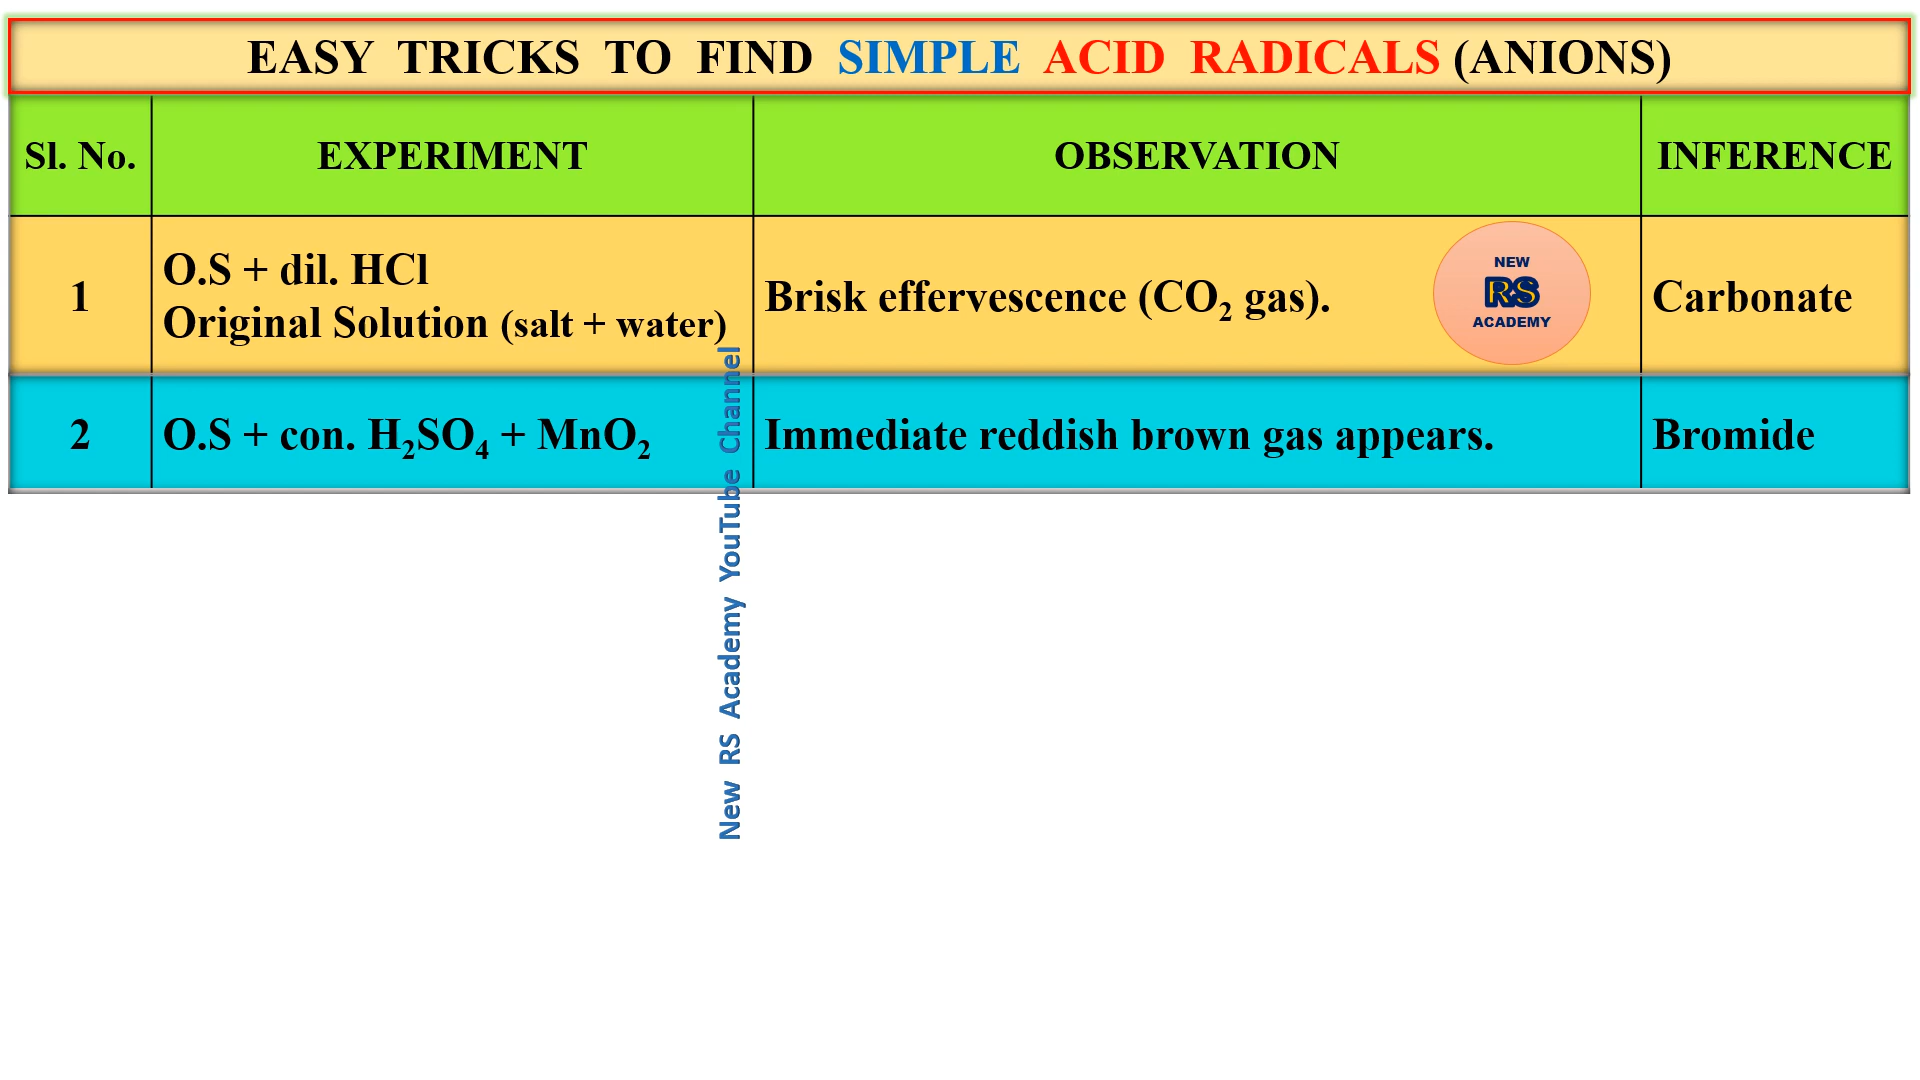 EASY TRICKS TO FIND SIMPLE ACID RADICALS (ANIONS)
Sl. No. EXPERIMENT OBSERVATION INFERENCE
1
O.S + dil. HCl
Original Solution (salt + water)
Brisk effervescence (CO₂ gas).
NEW
RS
ACADEMY
Carbonate
2 O.S + con. H₂SO₄ + MnO₂ Immediate reddish brown gas appears. Bromide
New RS Academy YouTube Channel